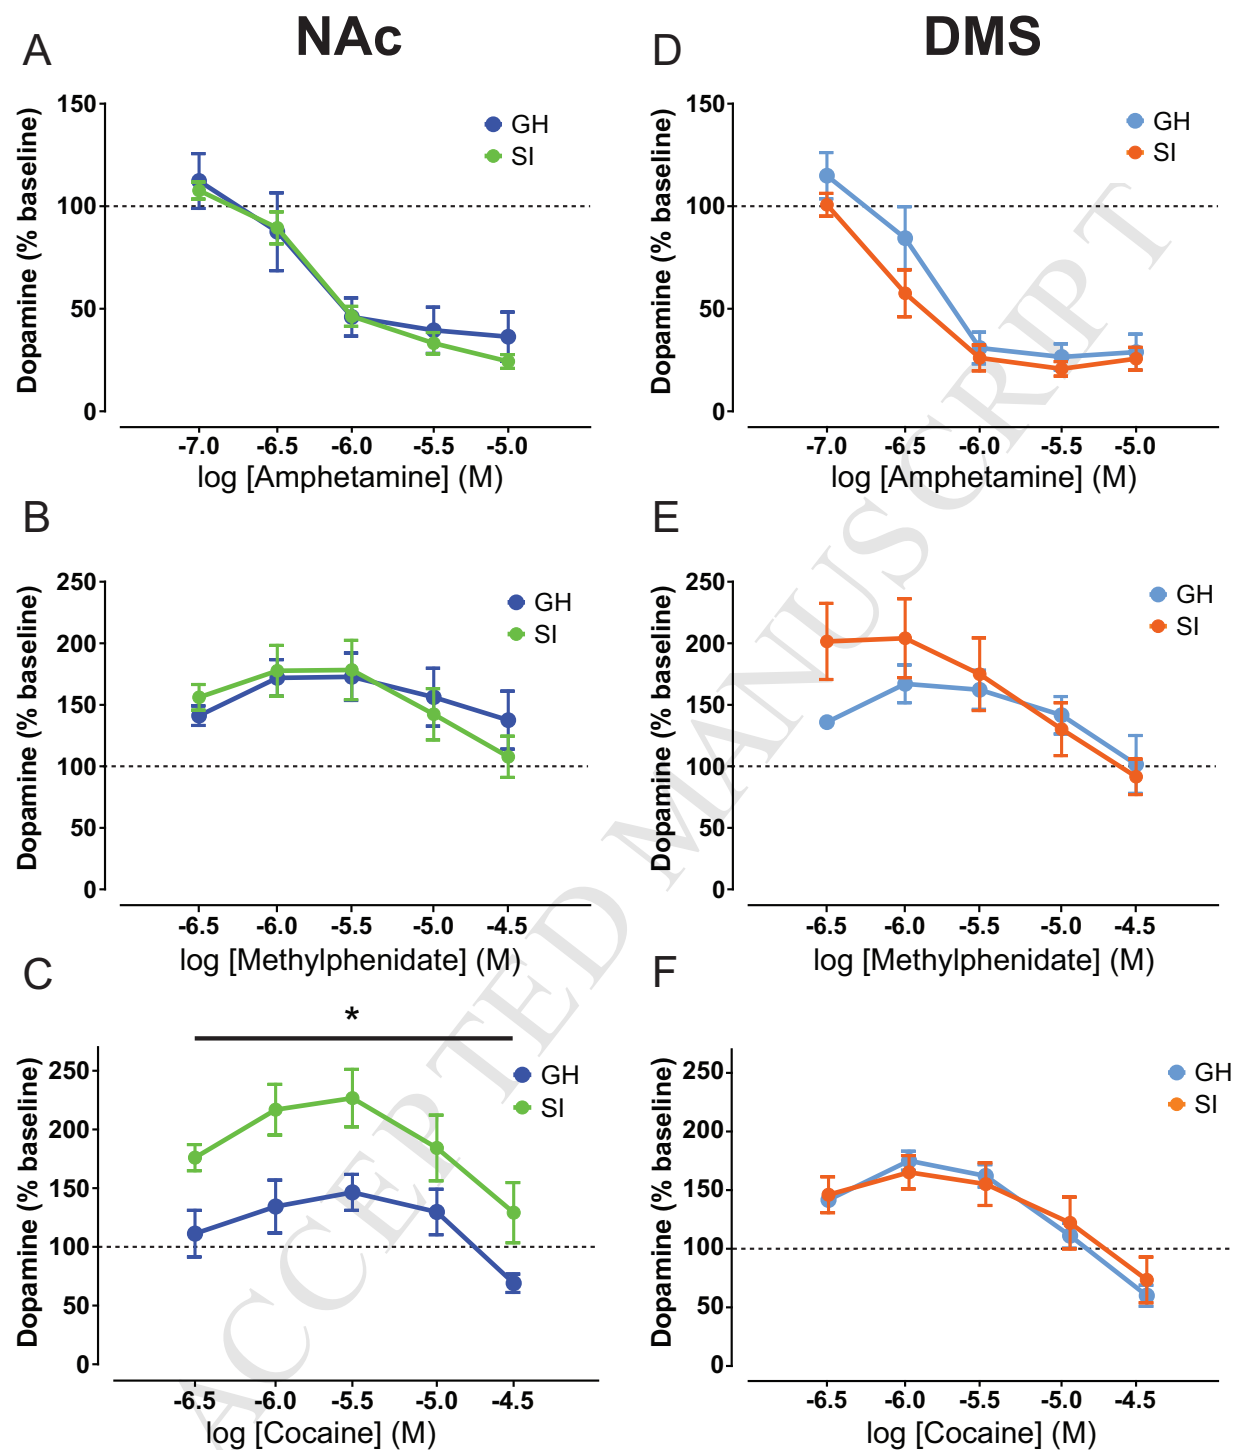 NAc
DMS
A
150
100
50
0
Dopamine (% baseline)
GH
SI
-7.0 -6.5 -6.0 -5.5 -5.0
log [Amphetamine] (M)
D
150
100
50
0
Dopamine (% baseline)
GH
SI
-7.0 -6.5 -6.0 -5.5 -5.0
log [Amphetamine] (M)
B
250
200
150
100
50
0
Dopamine (% baseline)
GH
SI
-6.5 -6.0 -5.5 -5.0 -4.5
log [Methylphenidate] (M)
E
250
200
150
100
50
0
Dopamine (% baseline)
GH
SI
-6.5 -6.0 -5.5 -5.0 -4.5
log [Methylphenidate] (M)
C
*
250
200
150
100
50
0
Dopamine (% baseline)
GH
SI
-6.5 -6.0 -5.5 -5.0 -4.5
log [Cocaine] (M)
F
250
200
150
100
50
0
Dopamine (% baseline)
GH
SI
-6.5 -6.0 -5.5 -5.0 -4.5
log [Cocaine] (M)
ACCEPTED MANUSCRIPT